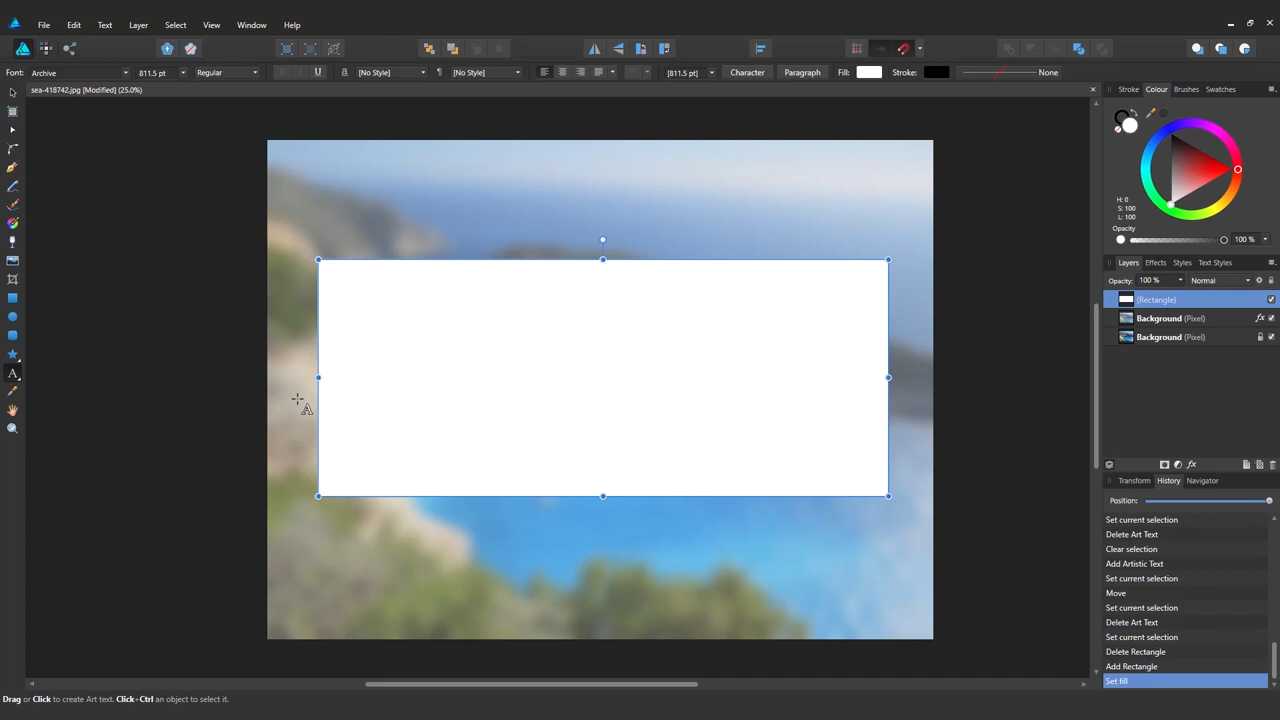 File Edit Text Layer Select View Window Help
Font: Archive 811.5 pt Regular U a [No Style] ¶ [No Style] [811.5 pt] Character Paragraph Fill: Stroke: None
sea-418742.jpg [Modified] (25.0%)
Stroke Colour Brushes Swatches
H: 0
S: 100
L: 100
Opacity
100 %
Layers Effects Styles Text Styles
Opacity: 100 % Normal
(Rectangle)
Background (Pixel) fx
Background (Pixel)
A
fx
Transform History Navigator
Position:
Set current selection
Delete Art Text
Clear selection
Add Artistic Text
Set current selection
Move
Set current selection
Delete Art Text
Set current selection
Delete Rectangle
Add Rectangle
Set fill
Drag or Click to create Art text. Click+Ctrl an object to select it.